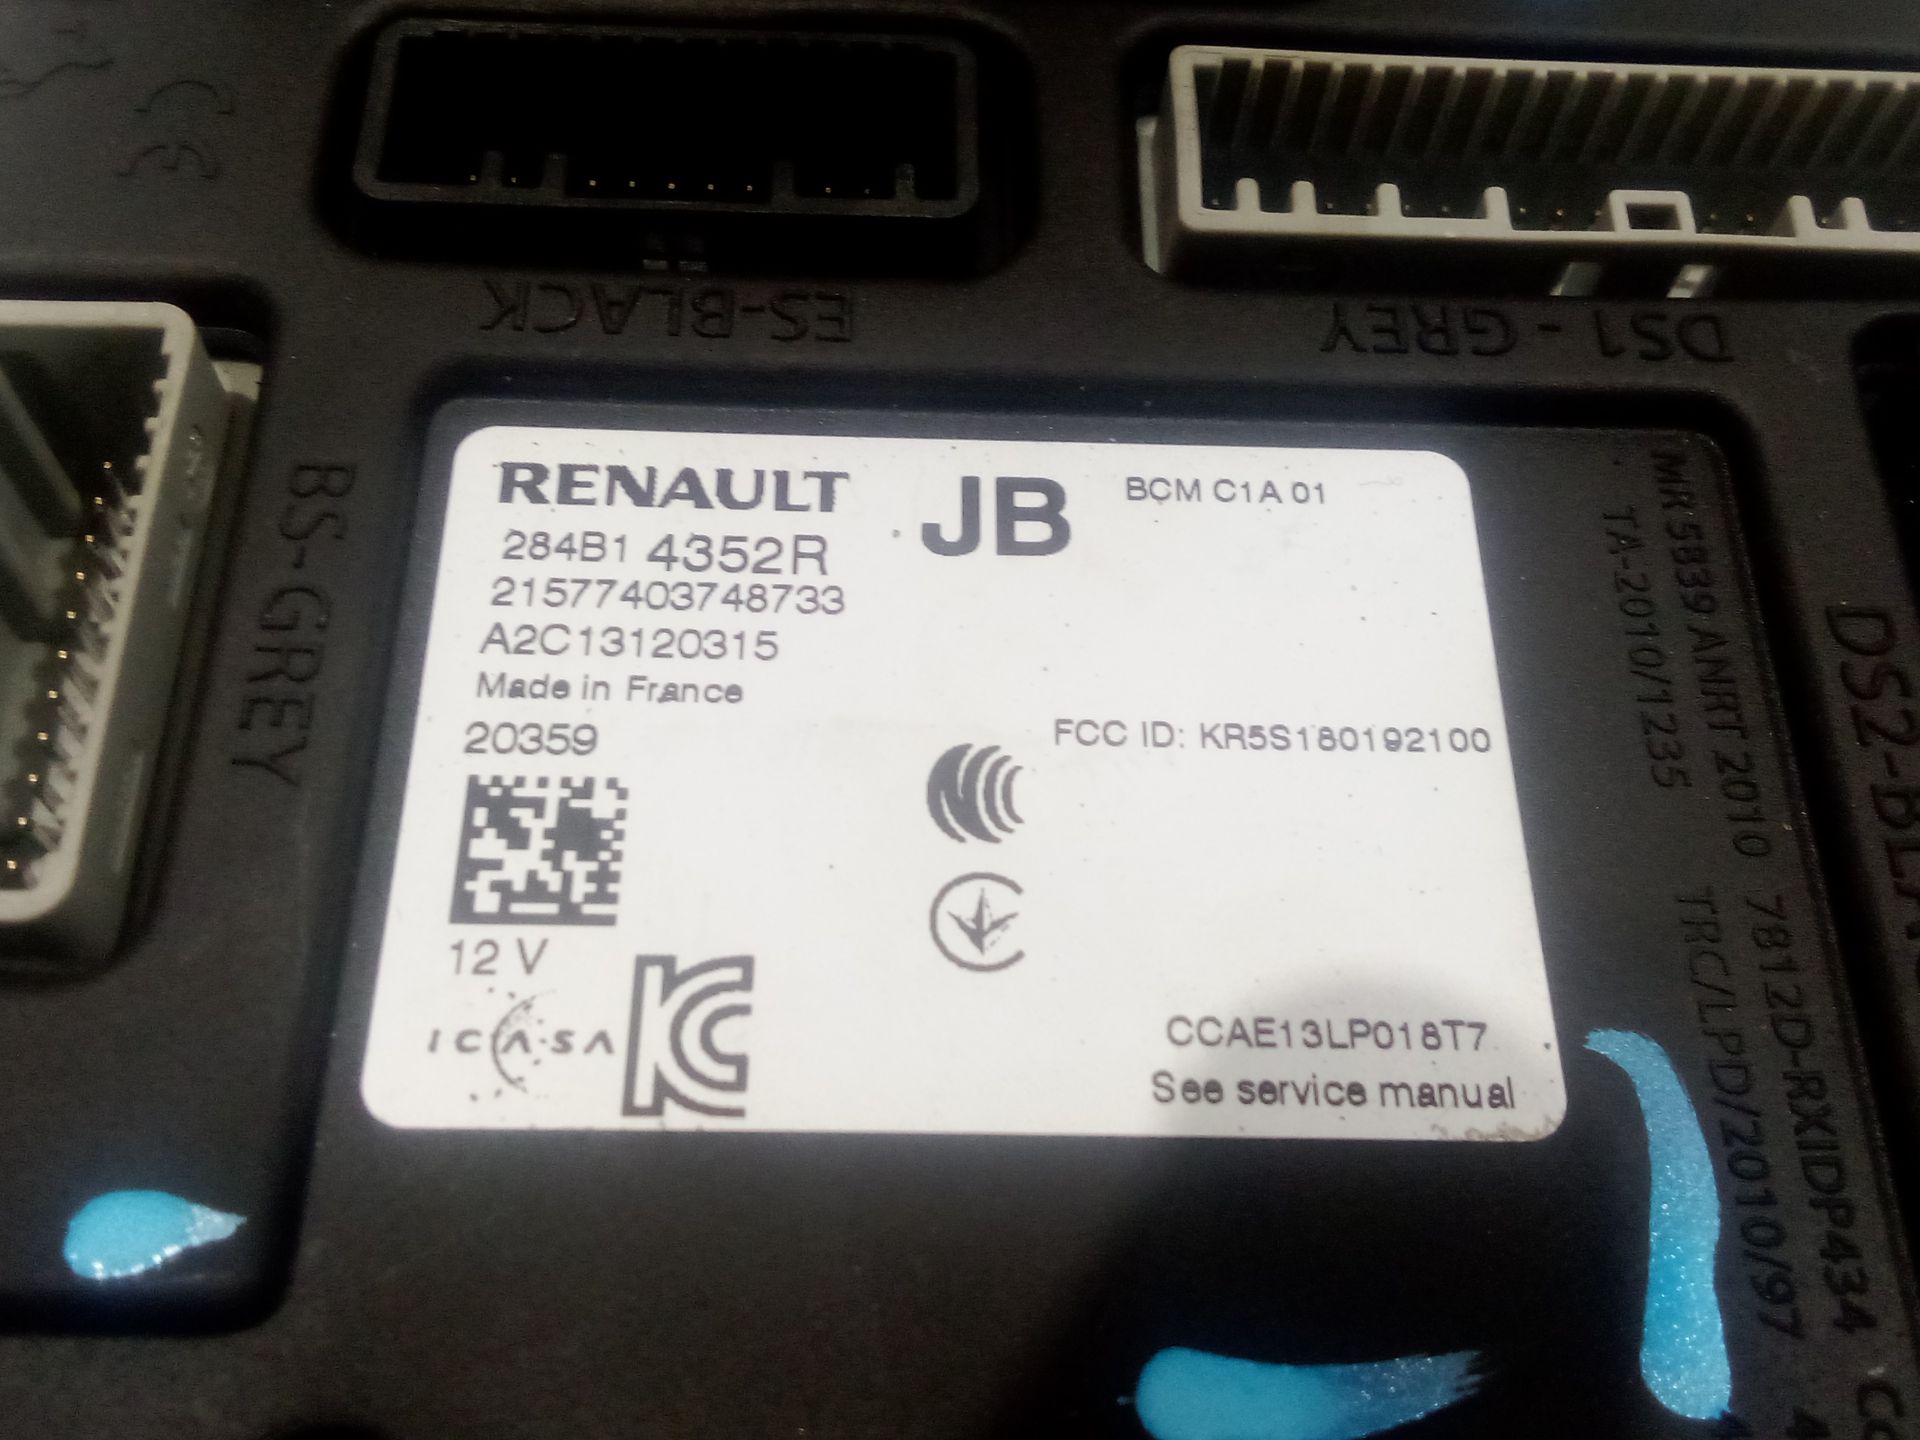 ES-BLACK
DS1 - GREY
BS-GREY
RENAULT
JB
BCM C1A 01
284B1 4352R
21577403748733
A2C13120315
Made in France
20359
FCC ID: KR5S180192100
12 V
ICASA
CCAE13LP018T7
See service manual
MR 5839 ANRT 2010 7812D-RXIDP434
TA-2010/1235 TRC/LPD/2010/97